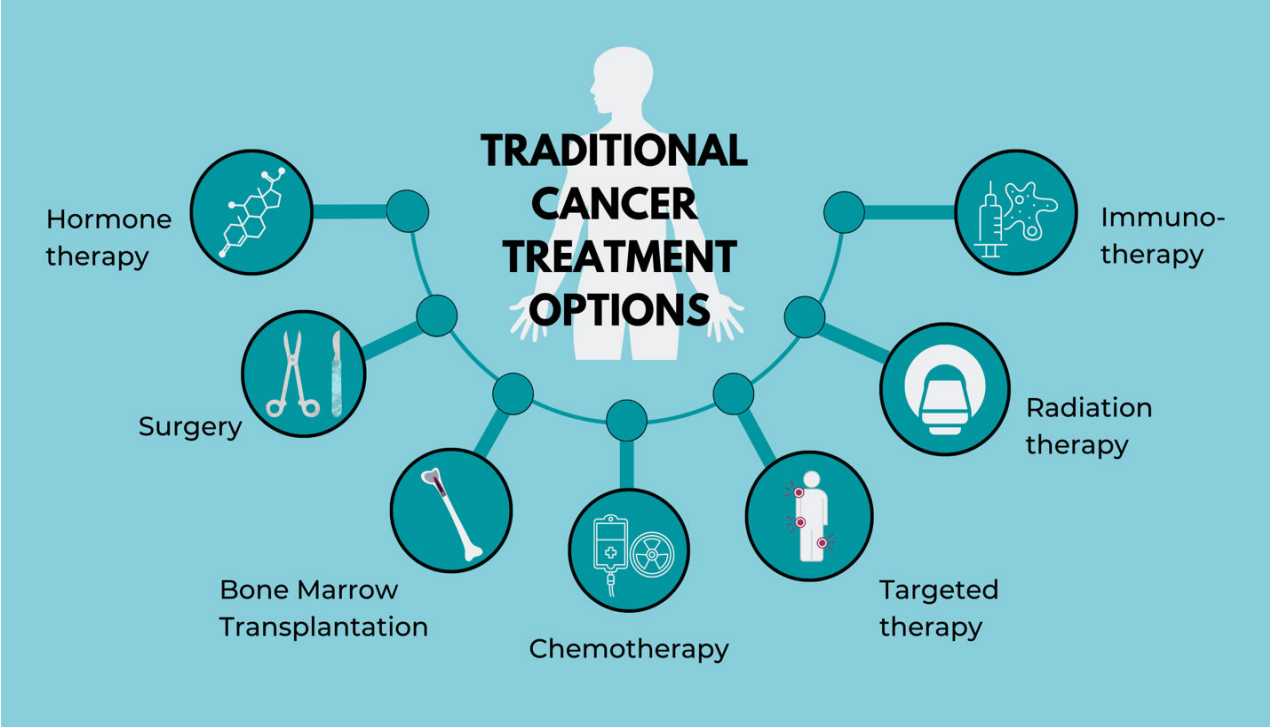 TRADITIONAL
CANCER
TREATMENT
OPTIONS
Hormone
therapy
Surgery
Bone Marrow
Transplantation
Chemotherapy
Targeted
therapy
Radiation
therapy
Immuno-
therapy